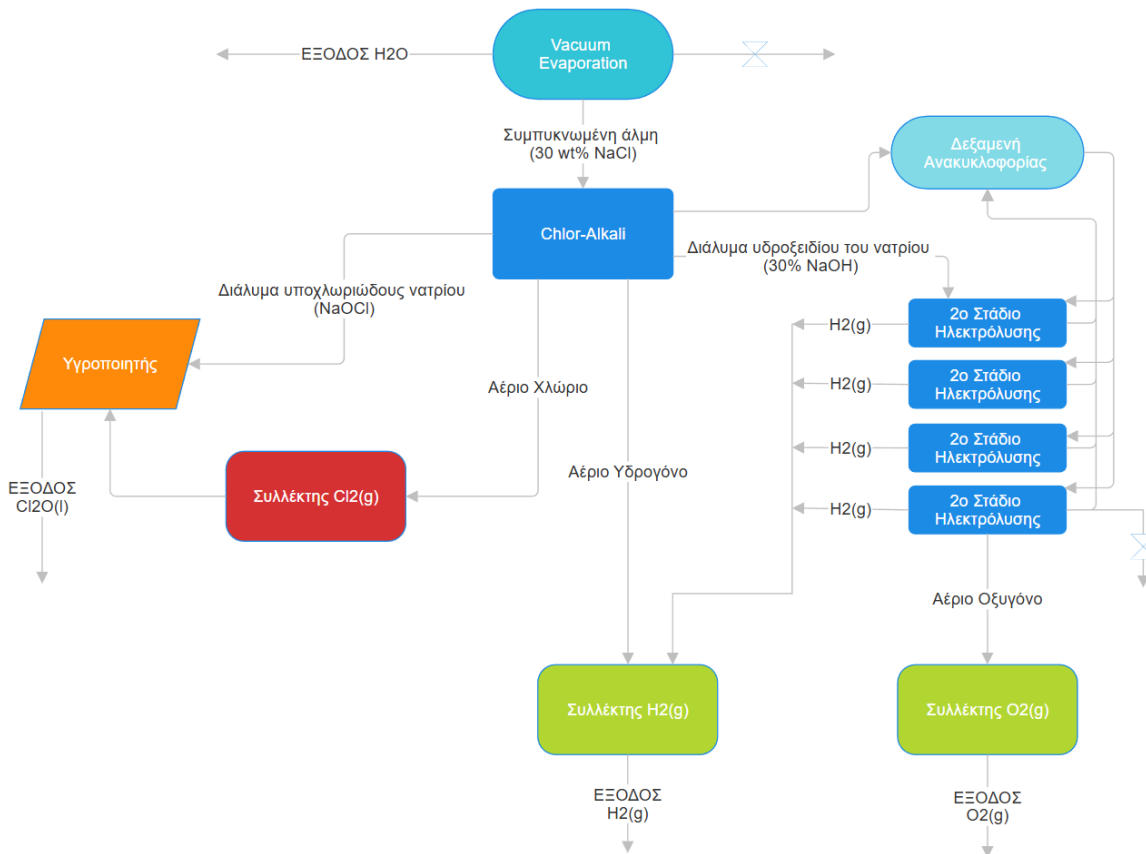 ΕΞΟΔΟΣ H2O
Vacuum
Evaporation
Συμπυκνωμένη άλμη
(30 wt% NaCl)
Δεξαμενή
Ανακυκλοφορίας
Chlor-Alkali
Διάλυμα υδροξειδίου του νατρίου
(30% NaOH)
Διάλυμα υποχλωριώδους νατρίου
(NaOCl)
2ο Στάδιο
Ηλεκτρόλυσης
H2(g)
Υγροποιητής
2ο Στάδιο
Ηλεκτρόλυσης
H2(g)
Αέριο Χλώριο
2ο Στάδιο
Ηλεκτρόλυσης
H2(g)
Αέριο Υδρογόνο
ΕΞΟΔΟΣ
Cl2O(l)
Συλλέκτης Cl2(g)
2ο Στάδιο
Ηλεκτρόλυσης
H2(g)
Αέριο Οξυγόνο
Συλλέκτης H2(g)
Συλλέκτης O2(g)
ΕΞΟΔΟΣ
H2(g)
ΕΞΟΔΟΣ
O2(g)